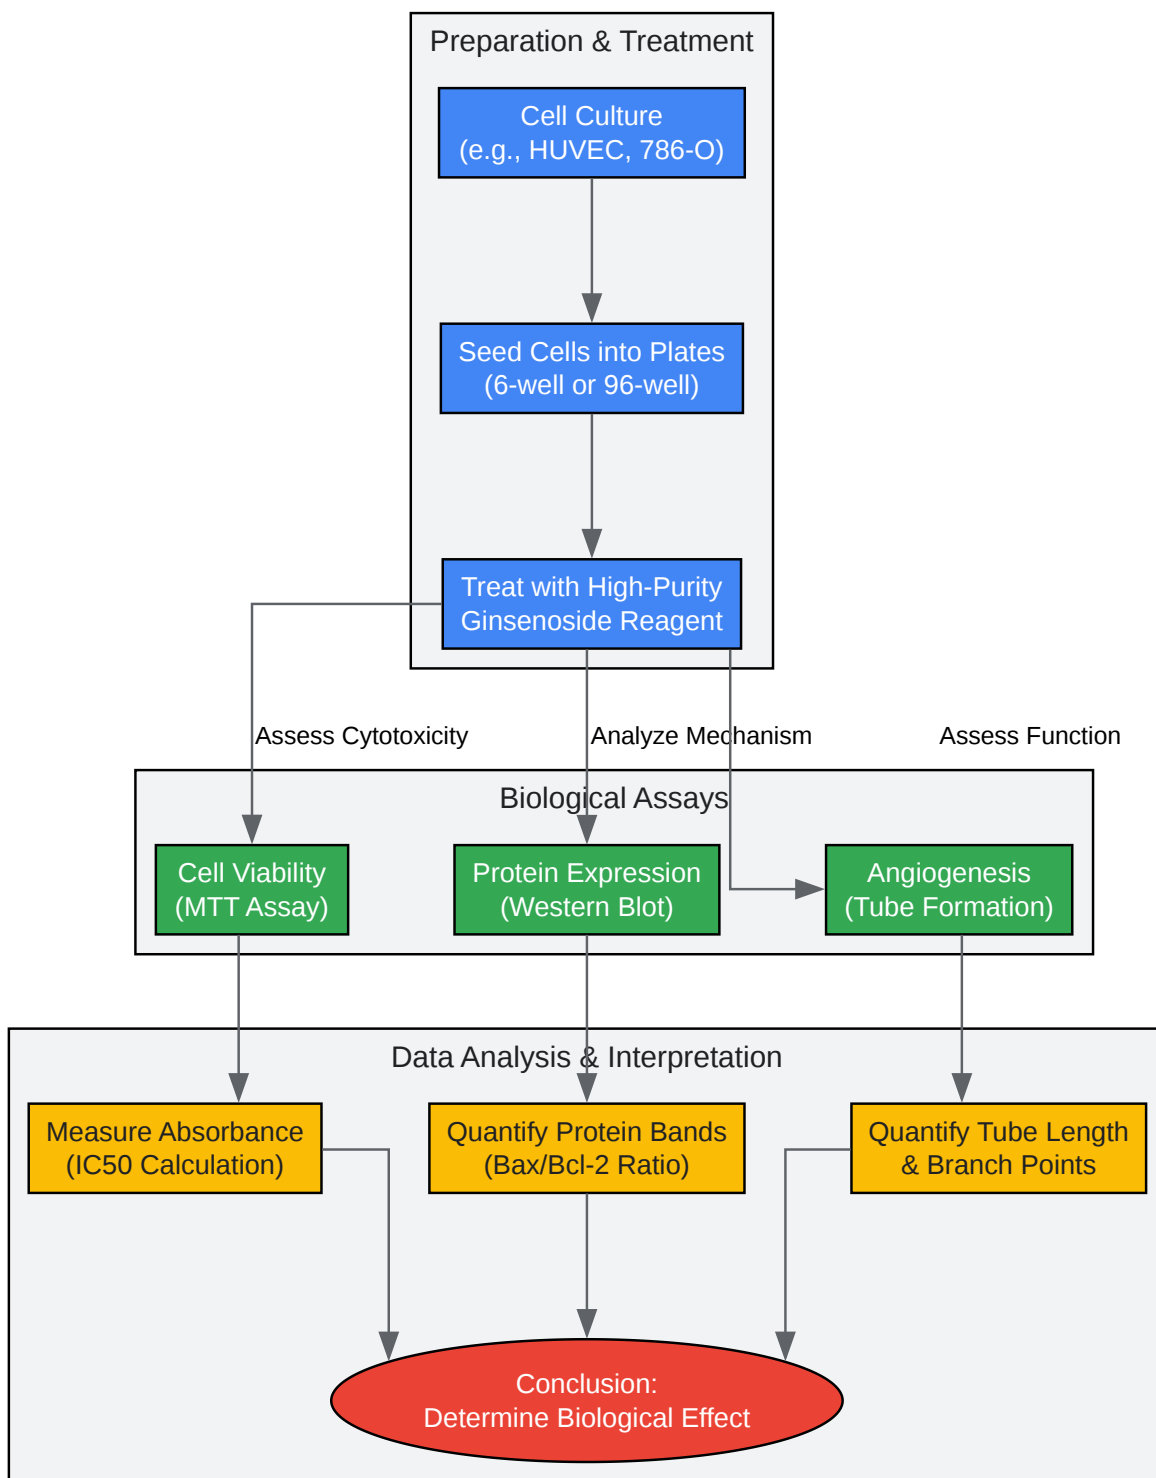 Preparation & Treatment
Cell Culture
(e.g., HUVEC, 786-O)
Seed Cells into Plates
(6-well or 96-well)
Treat with High-Purity
Ginsenoside Reagent
Assess Cytotoxicity
Analyze Mechanism
Assess Function
Biological Assays
Cell Viability
(MTT Assay)
Protein Expression
(Western Blot)
Angiogenesis
(Tube Formation)
Data Analysis & Interpretation
Measure Absorbance
(IC50 Calculation)
Quantify Protein Bands
(Bax/Bcl-2 Ratio)
Quantify Tube Length
& Branch Points
Conclusion:
Determine Biological Effect